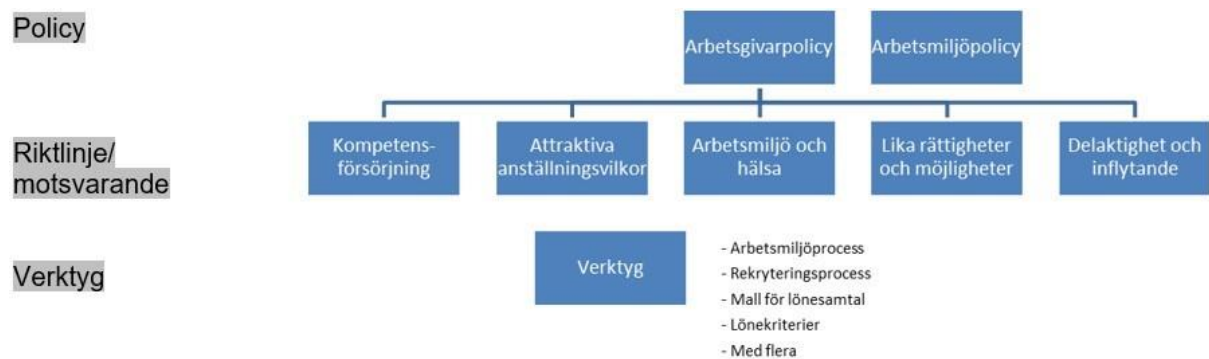 Policy
Arbetsgivarpolicy
Arbetsmiljöpolicy
Riktlinje/
motsvarande
Kompetens-
försörjning
Attraktiva
anställningsvilkor
Arbetsmiljö och
hälsa
Lika rättigheter
och möjligheter
Delaktighet och
inflytande
Verktyg
Verktyg
- Arbetsmiljöprocess
- Rekryteringsprocess
- Mall för lönesamtal
- Lönekriterier
- Med flera